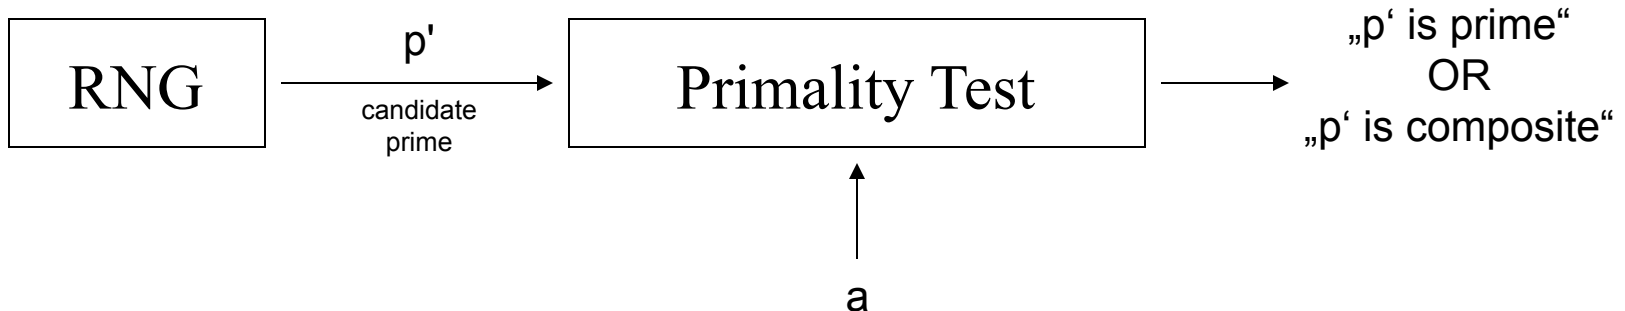 RNG
p'
candidate
prime
Primality Test
„p‘ is prime“
OR
„p‘ is composite“
a